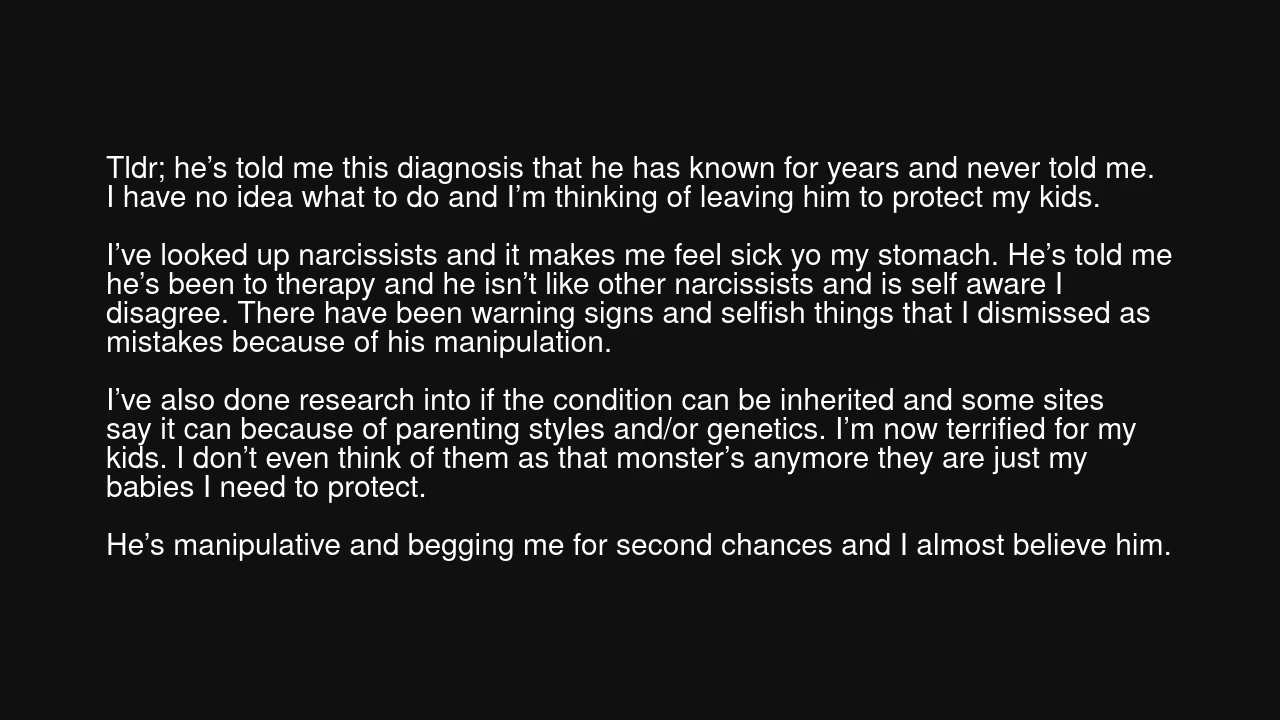 Tldr; he’s told me this diagnosis that he has known for years and never told me.
I have no idea what to do and I’m thinking of leaving him to protect my kids.
I’ve looked up narcissists and it makes me feel sick yo my stomach. He’s told me
he’s been to therapy and he isn’t like other narcissists and is self aware I
disagree. There have been warning signs and selfish things that I dismissed as
mistakes because of his manipulation.
I’ve also done research into if the condition can be inherited and some sites
say it can because of parenting styles and/or genetics. I’m now terrified for my
kids. I don’t even think of them as that monster’s anymore they are just my
babies I need to protect.
He’s manipulative and begging me for second chances and I almost believe him.